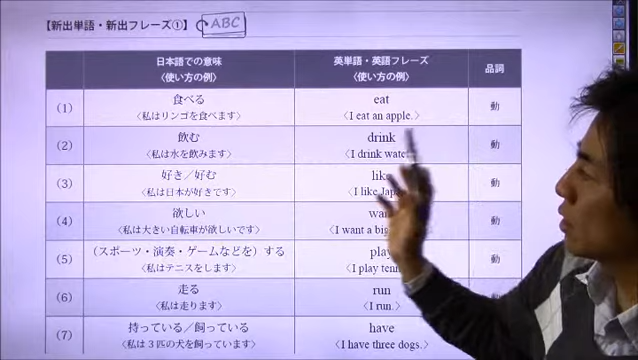 【新出単語・新出フレーズ①】 ABC
日本語での意味
〈使い方の例〉
英単語・英語フレーズ
〈使い方の例〉
品詞
(1)
食べる
〈私はリンゴを食べます〉
eat
〈I eat an apple.〉
動
(2)
飲む
〈私は水を飲みます〉
drink
〈I drink water
動
(3)
好き／好む
〈私は日本が好きです〉
like
〈I like
動
(4)
欲しい
〈私は大きい自転車が欲しいです〉
〈I want a
動
(5)
（スポーツ・演奏・ゲームなどを）する
〈私はテニスをします〉
play
〈I play
動
(6)
走る
〈私は走ります〉
run
〈I run.〉
動
(7)
持っている／飼っている
〈私は３匹の犬を飼っています〉
have
〈I have three dogs.〉